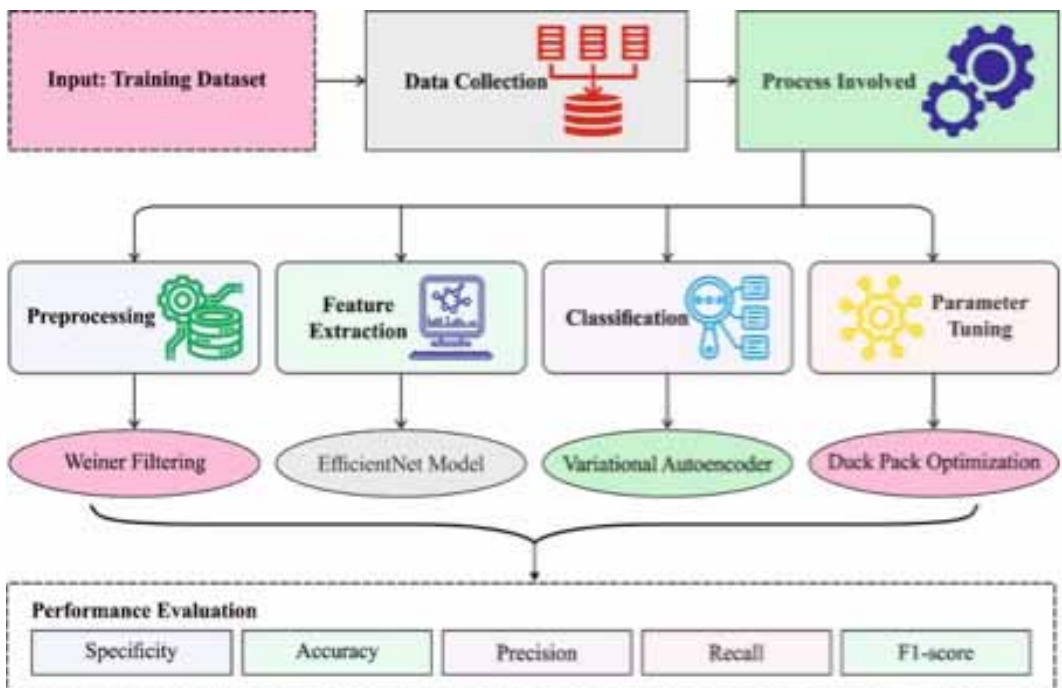 Input: Training Dataset
Data Collection
Process Involved
Preprocessing
Feature
Extraction
Classification
Parameter
Tuning
Weiner Filtering
EfficientNet Model
Variational Autoencoder
Duck Pack Optimization
Performance Evaluation
Specificity
Accuracy
Precision
Recall
F1-score